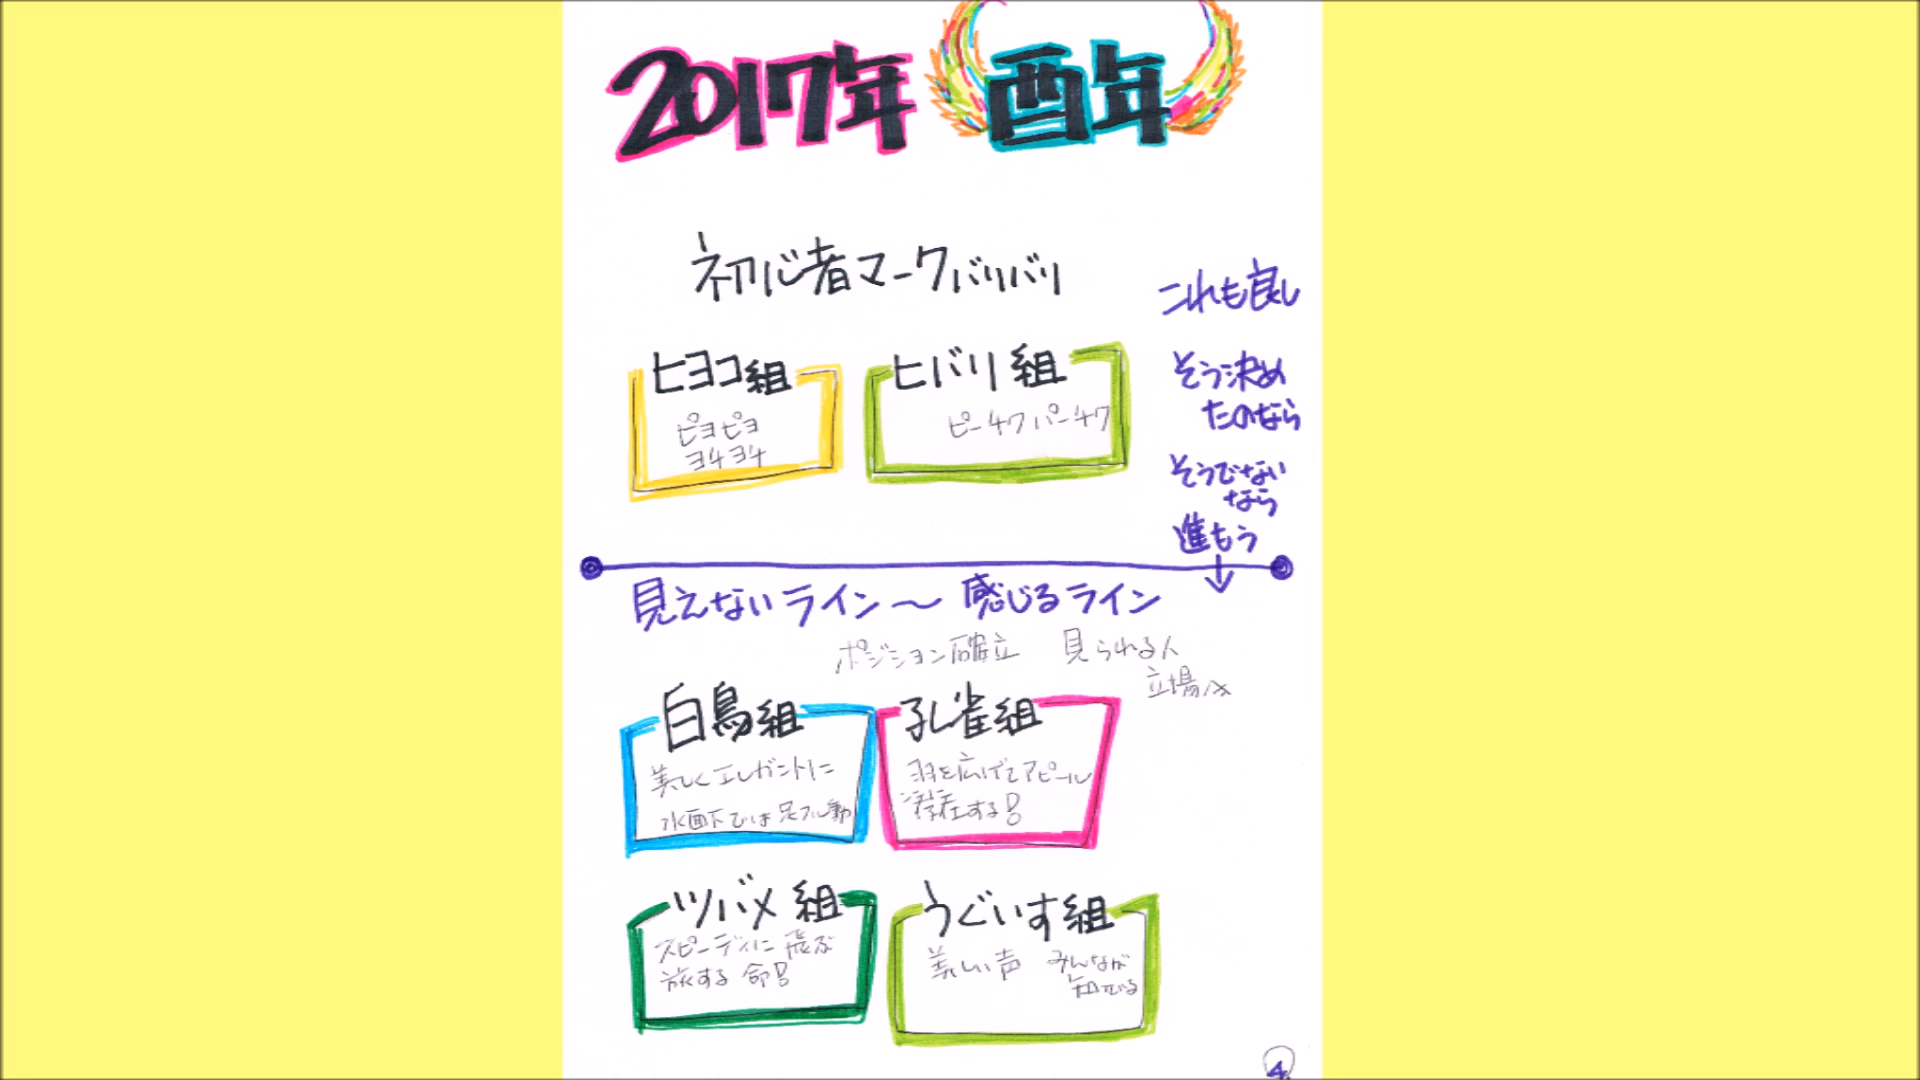 2017年 酉年
初心者マークバリバリ
これも良し
そう決め
たのなら
そうでない
なら
進もう
ヒヨコ組
ピヨピヨ
ヨチヨチ
ヒバリ組
ピーチクパーチク
見えないライン～感じるライン
ポジション確立 見られる人
立場
白鳥組
美しくエレガントに
水面下では足フル動
孔雀組
羽を広げてアピール
存在する!
ツバメ組
スピーディに飛ぶ
旅する命!
うぐいす組
美しい声 みんなが
知ってる
4